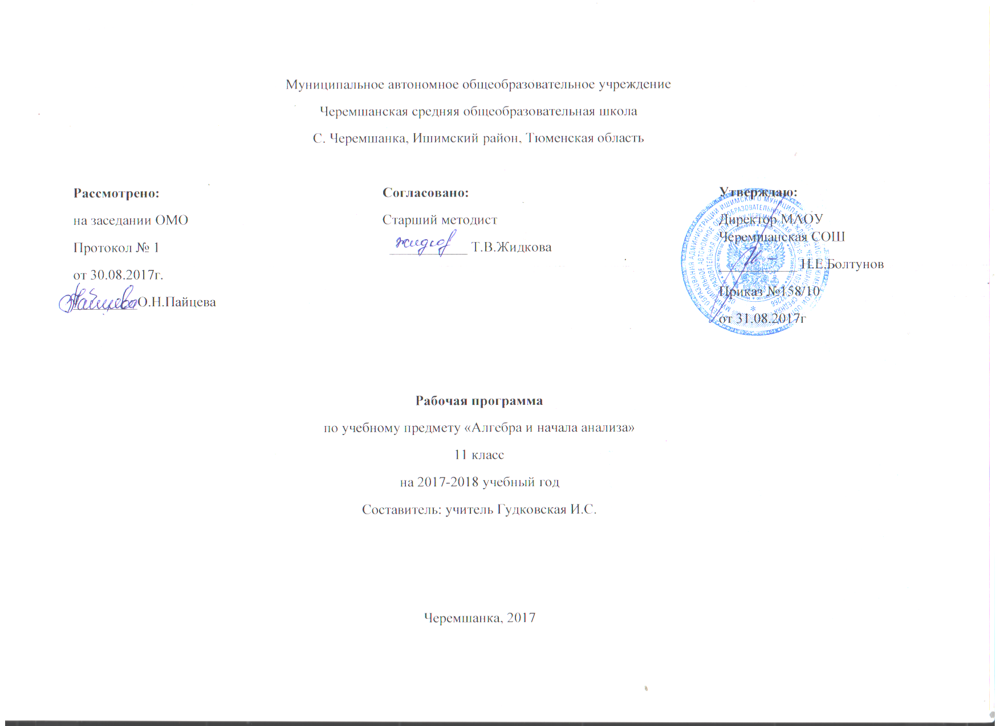 Муниципальное автономное общеобразовательное учреждение
Черемшанская средняя общеобразовательная школа
С. Черемшанка, Ишимский район, Тюменская область
Рассмотрено:
на заседании ОМО
Протокол № 1
от 30.08.2017г.
О.Н.Пайцева
Согласовано:
Старший методист
Т.В.Жидкова
Утверждаю:
Директор МАОУ
Черемшанская СОШ
Н.Е.Болтунов
Приказ №158/10
от 31.08.2017г
Рабочая программа
по учебному предмету «Алгебра и начала анализа»
11 класс
на 2017-2018 учебный год
Составитель: учитель Гудковская И.С.
Черемшанка, 2017